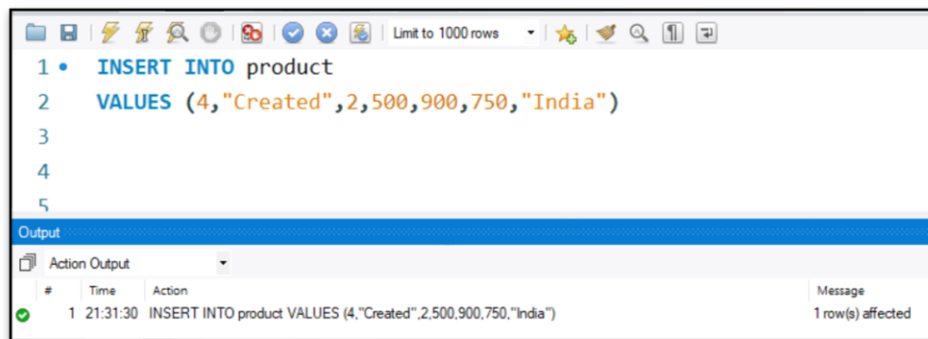 Limit to 1000 rows
1 INSERT INTO product
2 VALUES (4,"Created",2,500,900,750,"India")
3
4
5
Output
Action Output
# Time Action Message
1 21:31:30 INSERT INTO product VALUES (4,"Created",2,500,900,750,"India") 1 row(s) affected